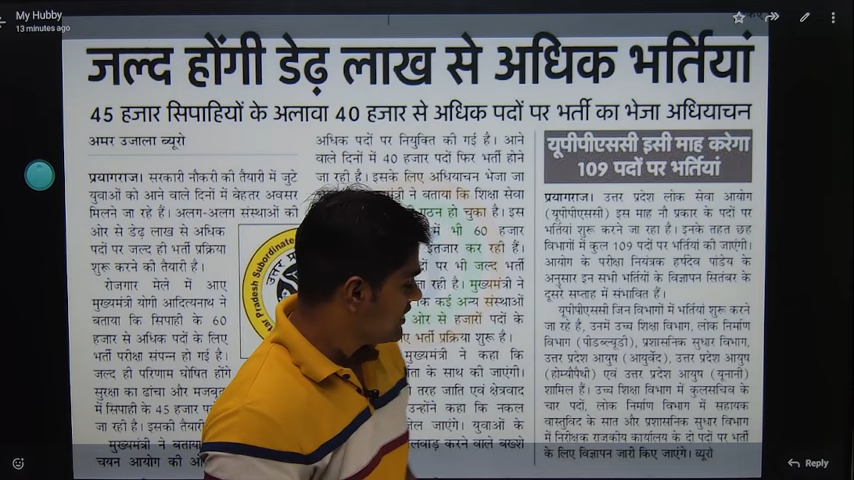 My Hubby
13 minutes ago
जल्द होंगी डेढ़ लाख से अधिक भर्तियां
45 हजार सिपाहियों के अलावा 40 हजार से अधिक पदों पर भर्ती का भेजा अधियाचन
अमर उजाला ब्यूरो
प्रयागराज। सरकारी नौकरी की तैयारी में जुटे
युवाओं को आने वाले दिनों में बेहतर अवसर
मिलने जा रहे हैं। अलग-अलग संस्थाओं की
ओर से डेढ़ लाख से अधिक
पदों पर जल्द ही भर्ती प्रक्रिया
शुरू करने की तैयारी है।
रोजगार मेले में आए
मुख्यमंत्री योगी आदित्यनाथ ने
बताया कि सिपाही के 60
हजार से अधिक पदों के लिए
भर्ती परीक्षा संपन्न हो गई है।
जल्द ही परिणाम घोषित होंगे
सुरक्षा का ढांचा और मजबूत
में सिपाही के 45 हजार
जा रही है। इसकी तैयारी
मुख्यमंत्री ने बताया
चयन आयोग की ओ
अधिक पदों पर नियुक्ति की गई है। आने
वाले दिनों में 40 हजार पदों फिर भर्ती होने
जा रही है। इसके लिए अधियाचन भेजा जा
ने बताया कि शिक्षा सेवा
गठन हो चुका है। इस
में भी 60 हजार
इंतजार कर रही हैं।
पर भी जल्द भर्ती
जा रही है। मुख्यमंत्री ने
कई अन्य संस्थाओं
ओर से हजारों पदों के
भर्ती प्रक्रिया शुरू है।
मुख्यमंत्री ने कहा कि
के साथ की जाएंगी।
तरह जाति एवं क्षेत्रवाद
उन्होंने कहा कि नकल
जाएंगे। युवाओं के
करने वाले बख्शे
यूपीपीएससी इसी माह करेगा
109 पदों पर भर्तियां
प्रयागराज। उत्तर प्रदेश लोक सेवा आयोग
(यूपीपीएससी) इस माह नौ प्रकार के पदों पर
भर्तियां शुरू करने जा रहा है। इनके तहत छह
विभागों में कुल 109 पदों पर भर्तियां की जाएंगी।
आयोग के परीक्षा नियंत्रक हर्षदेव पांडेय के
अनुसार इन सभी भर्तियों के विज्ञापन सितंबर के
दूसरे सप्ताह में संभावित हैं।
यूपीपीएससी जिन विभागों में भर्तियां शुरू करने
जा रहा है, उनमें उच्च शिक्षा विभाग, लोक निर्माण
विभाग (पीडब्ल्यूडी), प्रशासनिक सुधार विभाग,
उत्तर प्रदेश आयुष (आयुर्वेद), उत्तर प्रदेश आयुष
(होम्योपैथी) एवं उत्तर प्रदेश आयुष (यूनानी)
शामिल हैं। उच्च शिक्षा विभाग में कुलसचिव के
चार पदों, लोक निर्माण विभाग में सहायक
वास्तुविद के सात और प्रशासनिक सुधार विभाग
में निरीक्षक राजकीय कार्यालय के दो पदों पर भर्ती
के लिए विज्ञापन जारी किए जाएंगे। ब्यूरो
Reply